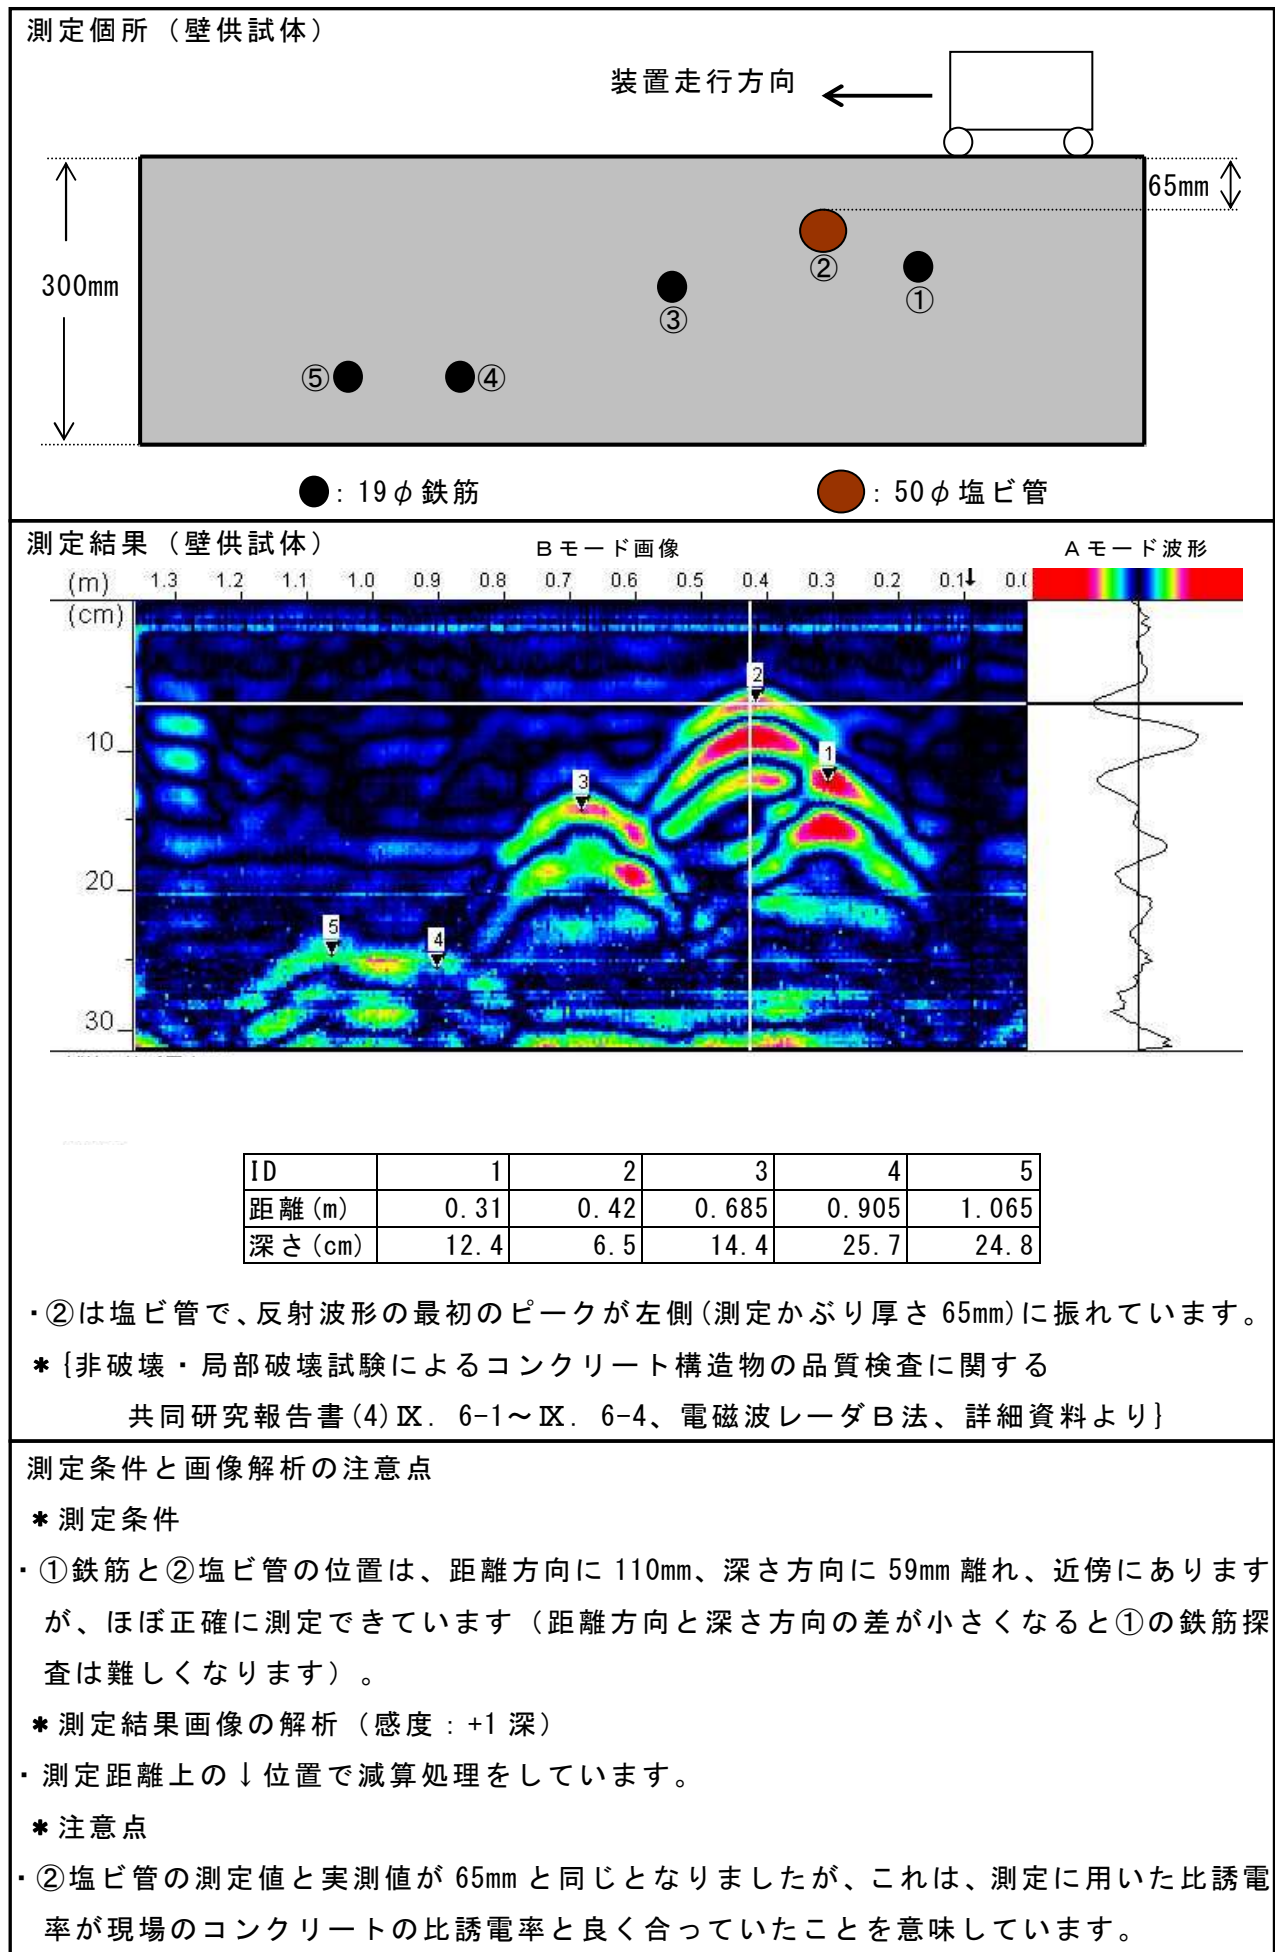 測定個所（壁供試体）
装置走行方向
65mm
300mm
②
①
③
⑤
④
：19φ鉄筋
：50φ塩ビ管
測定結果（壁供試体）
Bモード画像
Aモード波形
(m) 1.3 1.2 1.1 1.0 0.9 0.8 0.7 0.6 0.5 0.4 0.3 0.2 0.1
(cm)
2
10
1
3
20
5
4
30
ID 1 2 3 4 5
距離(m) 0.31 0.42 0.685 0.905 1.065
深さ(cm) 12.4 6.5 14.4 25.7 24.8
・②は塩ビ管で、反射波形の最初のピークが左側(測定かぶり厚さ65mm)に振れています。
＊{非破壊・局部破壊試験によるコンクリート構造物の品質検査に関する
共同研究報告書(4)Ⅸ．6-1～Ⅸ．6-4、電磁波レーダB法、詳細資料より}
測定条件と画像解析の注意点
＊測定条件
・①鉄筋と②塩ビ管の位置は、距離方向に110mm、深さ方向に59mm離れ、近傍にあります
が、ほぼ正確に測定できています（距離方向と深さ方向の差が小さくなると①の鉄筋探
査は難しくなります）。
＊測定結果画像の解析（感度：+1深）
・測定距離上の↓位置で減算処理をしています。
＊注意点
・②塩ビ管の測定値と実測値が65mmと同じとなりましたが、これは、測定に用いた比誘電
率が現場のコンクリートの比誘電率と良く合っていたことを意味しています。